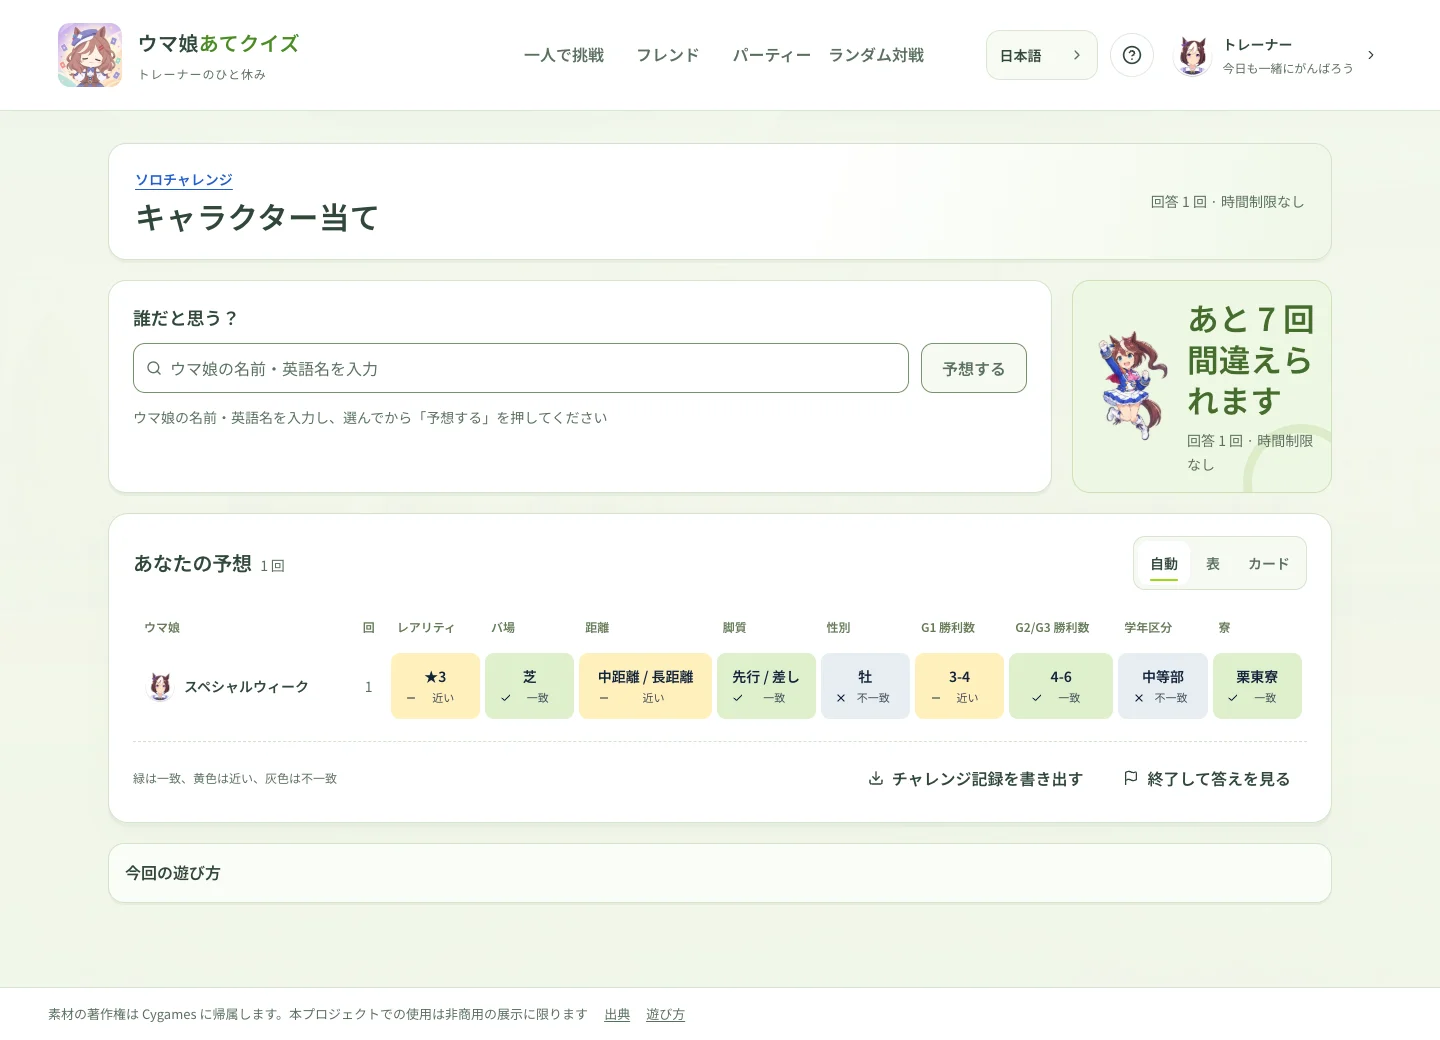 ウマ娘あてクイズ
トレーナーのひと休み
一人で挑戦 フレンド パーティー ランダム対戦
日本語
トレーナー
今日も一緒にがんばろう
ソロチャレンジ
キャラクター当て
回答 1 回 · 時間制限なし
誰だと思う？
ウマ娘の名前・英語名を入力
予想する
ウマ娘の名前・英語名を入力し、選んでから「予想する」を押してください
あと 7 回
間違えら
れます
回答 1 回 · 時間制限
なし
あなたの予想 1 回
自動 表 カード
ウマ娘 回 レアリティ バ場 距離 脚質 性別 G1 勝利数 G2/G3 勝利数 学年区分 寮
スペシャルウィーク 1
★3 芝 中距離 / 長距離 先行 / 差し 牡 3-4 4-6 中等部 栗東寮
近い 一致 近い 一致 不一致 近い 一致 不一致 一致
緑は一致、黄色は近い、灰色は不一致
チャレンジ記録を書き出す
終了して答えを見る
今回の遊び方
素材の著作権は Cygames に帰属します。本プロジェクトでの使用は非商用の展示に限ります 出典 遊び方